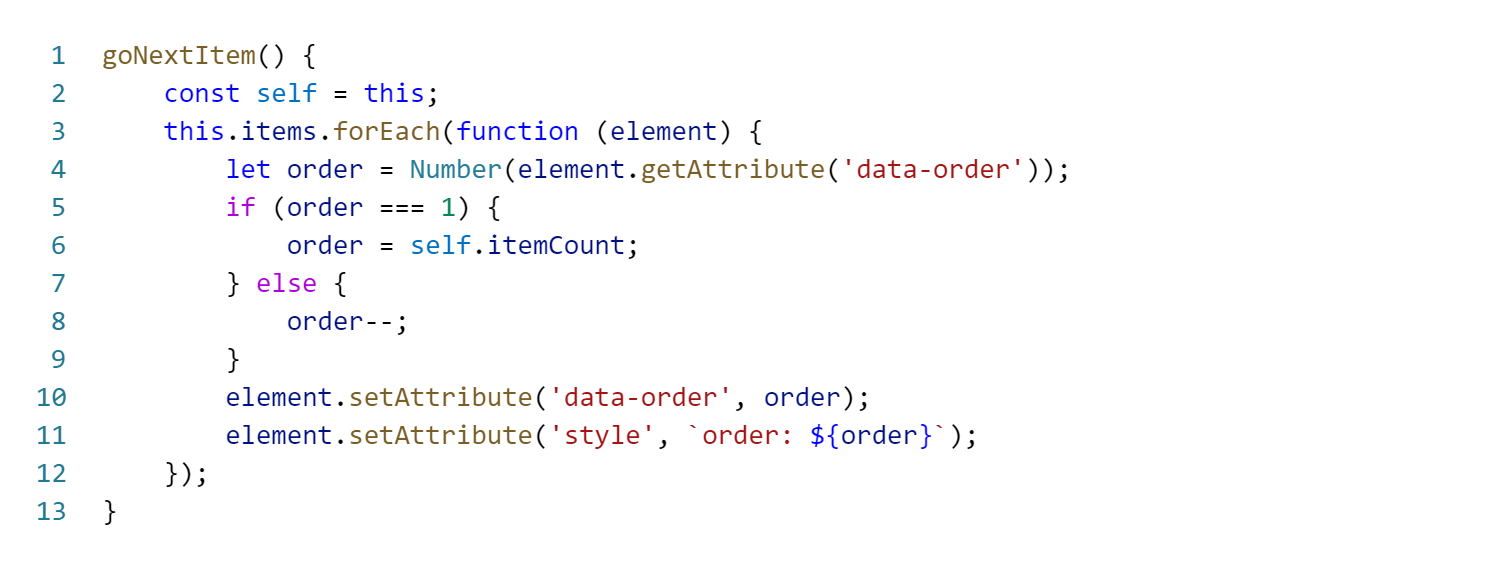 1 goNextItem() {
2     const self = this;
3     this.items.forEach(function (element) {
4         let order = Number(element.getAttribute('data-order'));
5         if (order === 1) {
6             order = self.itemCount;
7         } else {
8             order--;
9         }
10         element.setAttribute('data-order', order);
11         element.setAttribute('style', `order: ${order}`);
12     });
13 }